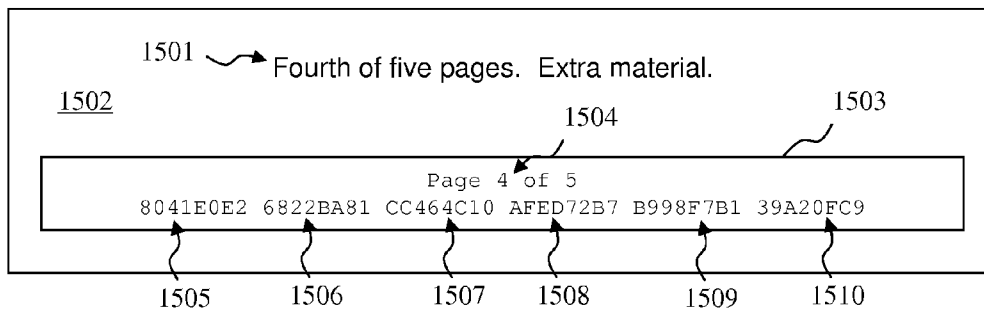 1501
Fourth of five pages. Extra material.
1502
1504
1503
Page 4 of 5
8041E0E2 6822BA81 CC464C10 AFED72B7 B998F7B1 39A20FC9
1505 1506 1507 1508 1509 1510